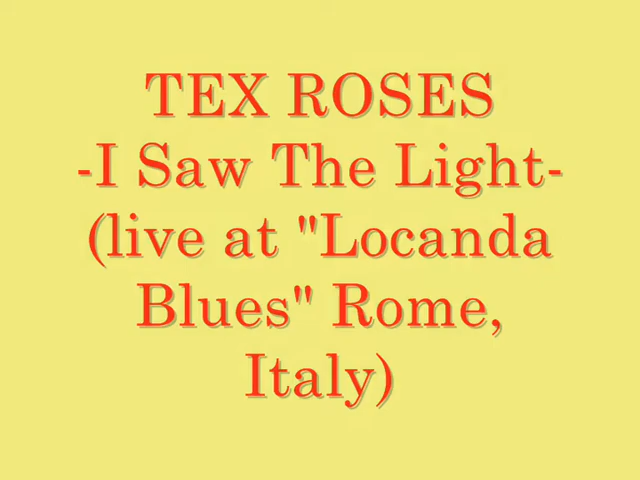 TEX ROSES
-I Saw The Light-
(live at "Locanda
Blues" Rome,
Italy)